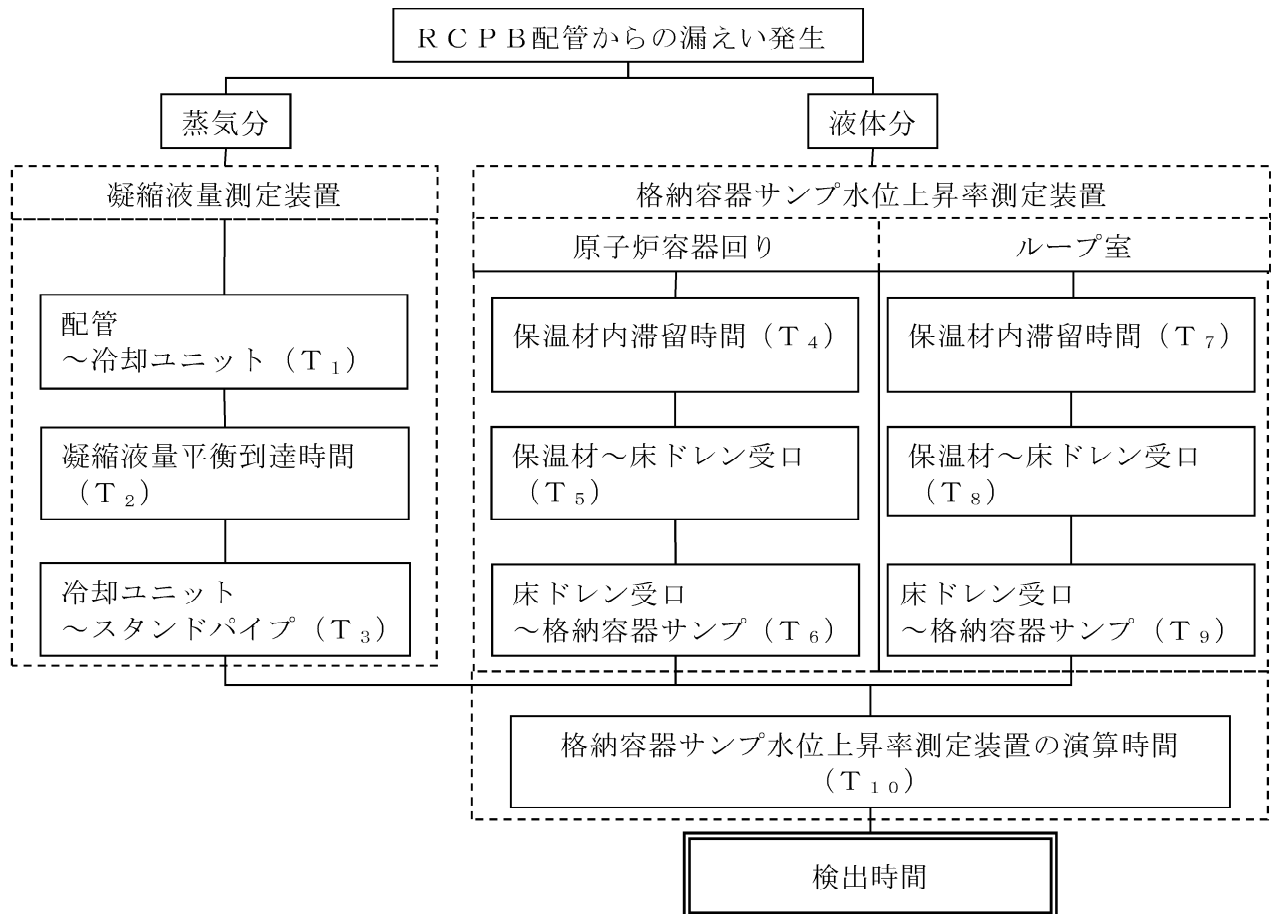 ＲＣＰＢ配管からの漏えい発生
蒸気分
液体分
凝縮液量測定装置
配管
～冷却ユニット（Ｔ₁）
凝縮液量平衡到達時間
（Ｔ₂）
冷却ユニット
～スタンドパイプ（Ｔ₃）
格納容器サンプ水位上昇率測定装置
原子炉容器回り
保温材内滞留時間（Ｔ₄）
保温材～床ドレン受口
（Ｔ₅）
床ドレン受口
～格納容器サンプ（Ｔ₆）
ループ室
保温材内滞留時間（Ｔ₇）
保温材～床ドレン受口
（Ｔ₈）
床ドレン受口
～格納容器サンプ（Ｔ₉）
格納容器サンプ水位上昇率測定装置の演算時間
（Ｔ₁₀）
検出時間